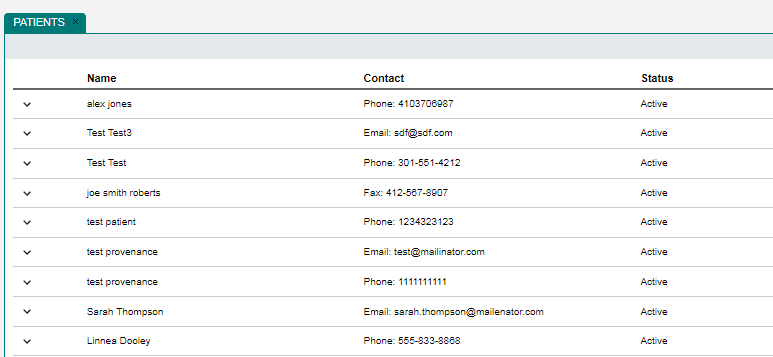 PATIENTS ×
Name Contact Status
alex jones Phone: 4103706987 Active
Test Test3 Email: sdf@sdf.com Active
Test Test Phone: 301-551-4212 Active
joe smith roberts Fax: 412-567-8907 Active
test patient Phone: 1234323123 Active
test provenance Email: test@mailinator.com Active
test provenance Phone: 1111111111 Active
Sarah Thompson Email: sarah.thompson@mailenator.com Active
Linnea Dooley Phone: 555-833-8868 Active